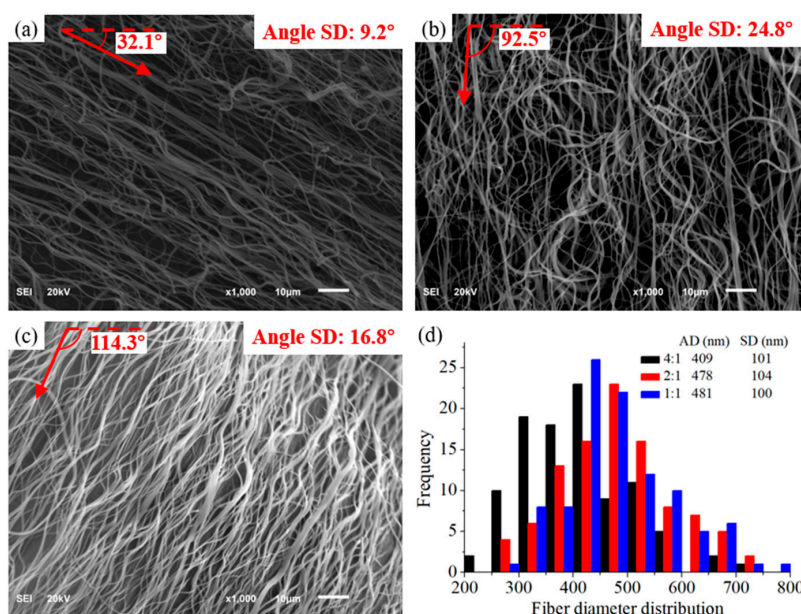 (a)
32.1°
Angle SD: 9.2°
SEI 20kV x1,000 10μm
(b)
92.5°
Angle SD: 24.8°
SEI 20kV x1,000 10μm
(c)
114.3°
Angle SD: 16.8°
SEI 20kV x1,000 10μm
(d)
AD (nm) SD (nm)
4:1 409 101
2:1 478 104
1:1 481 100
Frequency
25
20
15
10
5
0
200 300 400 500 600 700 800
Fiber diameter distribution